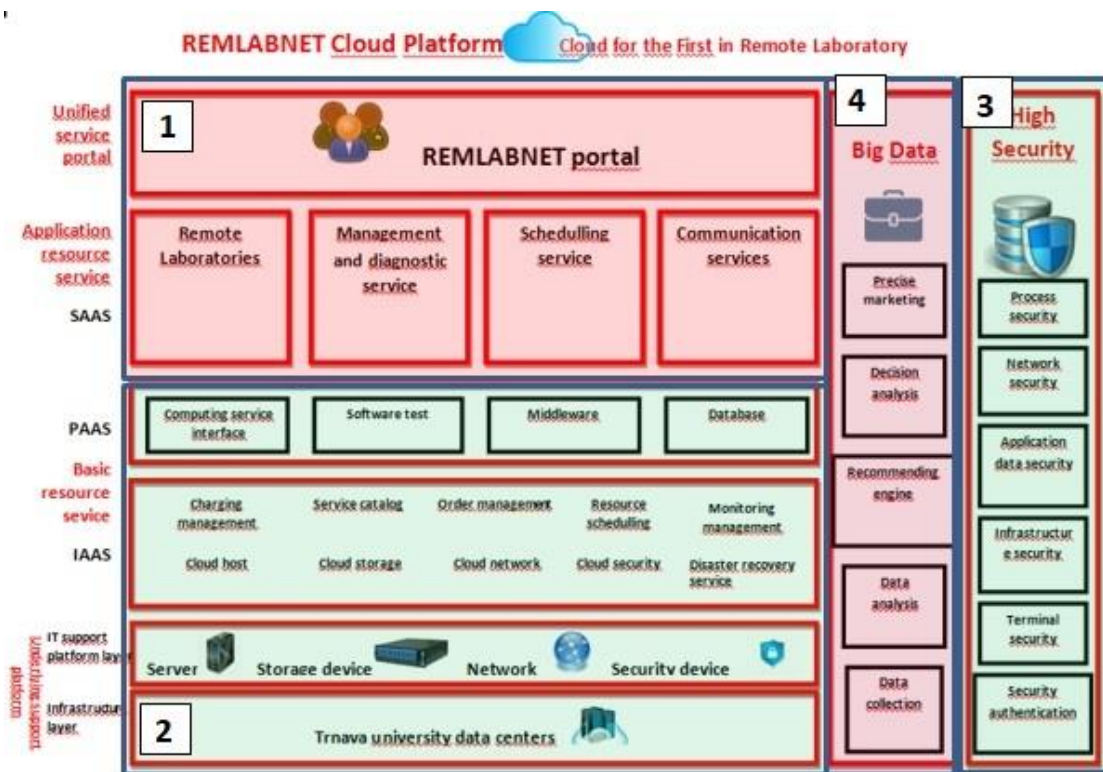 REMLABNET Cloud Platform
Cloud for the First in Remote Laboratory
Unified
service
portal
1
REMLABNET portal
Application
resource
service
SAAS
Remote
Laboratories
Management
and diagnostic
service
Schedulling
service
Communication
services
PAAS
Computing service
interface
Software test
Middleware
Database
Basic
resource
sevice
IAAS
Charging
management
Service catalog
Order management
Resource
schedulling
Monitoring
management
Cloud host
Cloud storage
Cloud network
Cloud security
Disaster recovery
service
Underlying support
platform
IT support
platform laye
Server
Storage device
Network
Security device
Infrastructur
layer
2
Trnava university data centers
4
Big Data
Precise
marketing
Decision
analysis
Recommending
engine
Data
analysis
Data
collection
3
High
Security
Process
security
Network
security
Application
data security
Infrastructur
e security
Terminal
security
Security
authentication